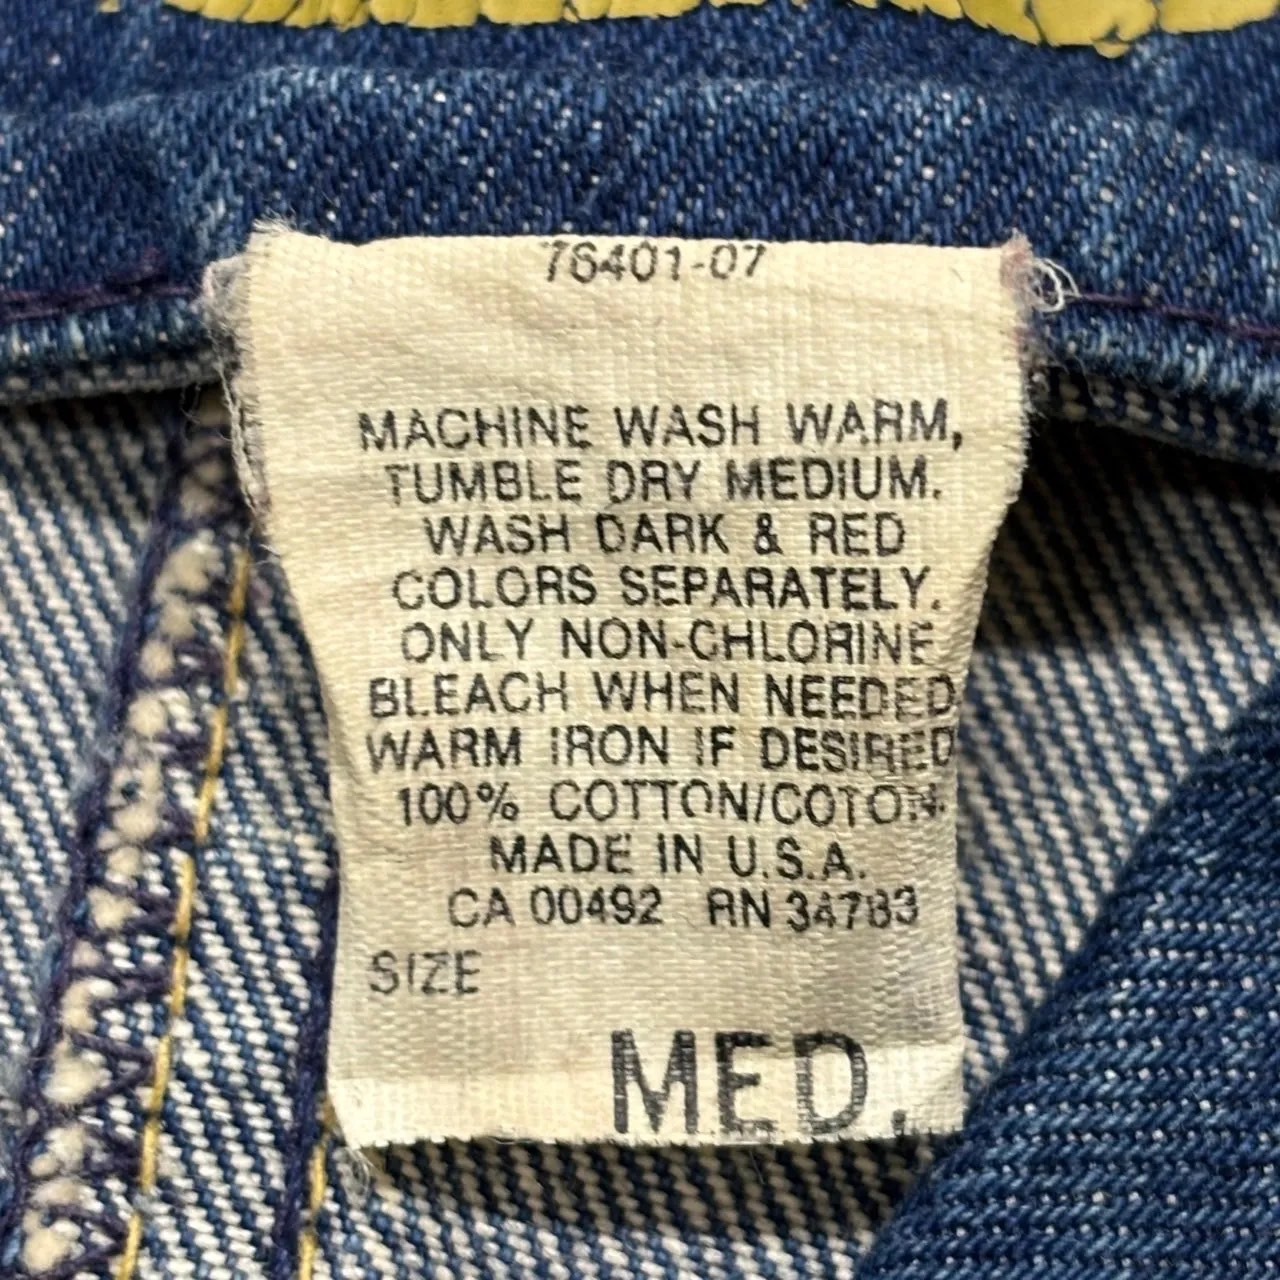 76401-07
MACHINE WASH WARM,
TUMBLE DRY MEDIUM.
WASH DARK & RED
COLORS SEPARATELY.
ONLY NON-CHLORINE
BLEACH WHEN NEEDED
WARM IRON IF DESIRED
100% COTTON/COTON.
MADE IN U.S.A.
CA 00492 RN 34783
SIZE
MED.